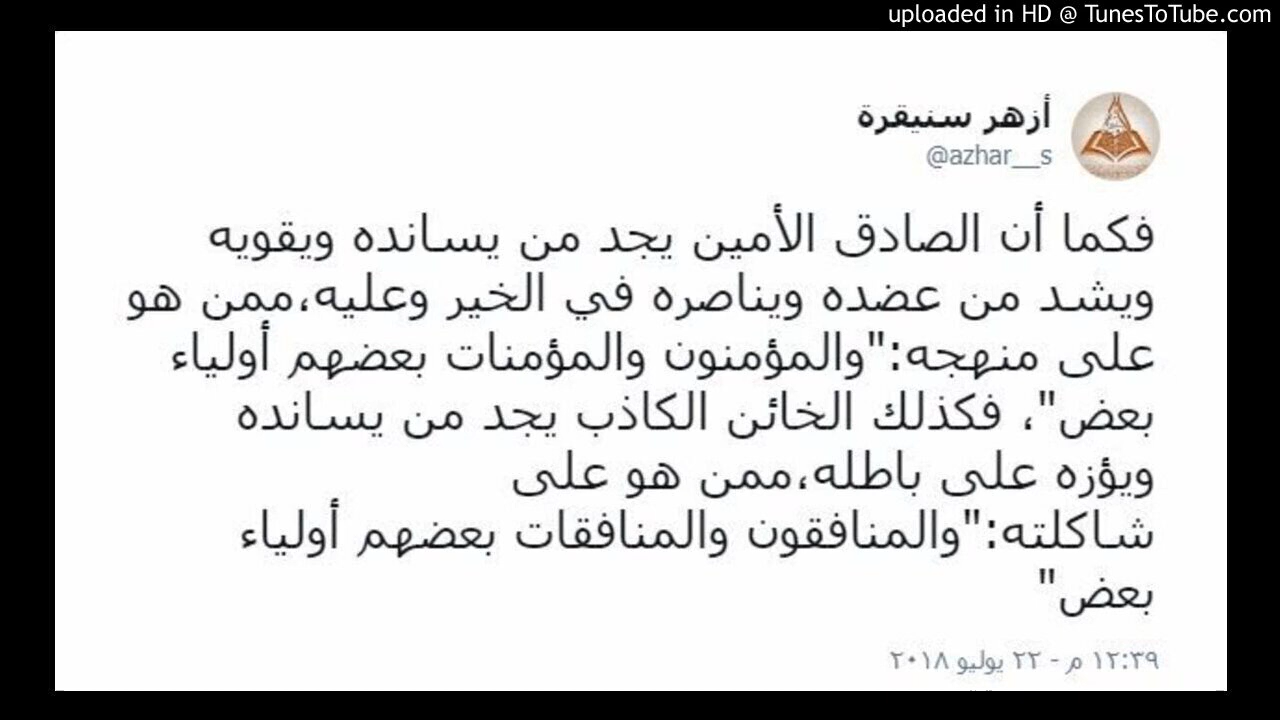 uploaded in HD @ TunesToTube.com
أزهر سنيقرة
@azhar__s
فكما أن الصادق الأمين يجد من يسانده ويقويه
ويشد من عضده ويناصره في الخير وعليه،ممن هو
على منهجه:"والمؤمنون والمؤمنات بعضهم أولياء
بعض"، فكذلك الخائن الكاذب يجد من يسانده
ويؤزه على باطله،ممن هو على
شاكلته:"والمنافقون والمنافقات بعضهم أولياء
بعض"
١٢:٣٩ م - ٢٢ يوليو ٢٠١٨